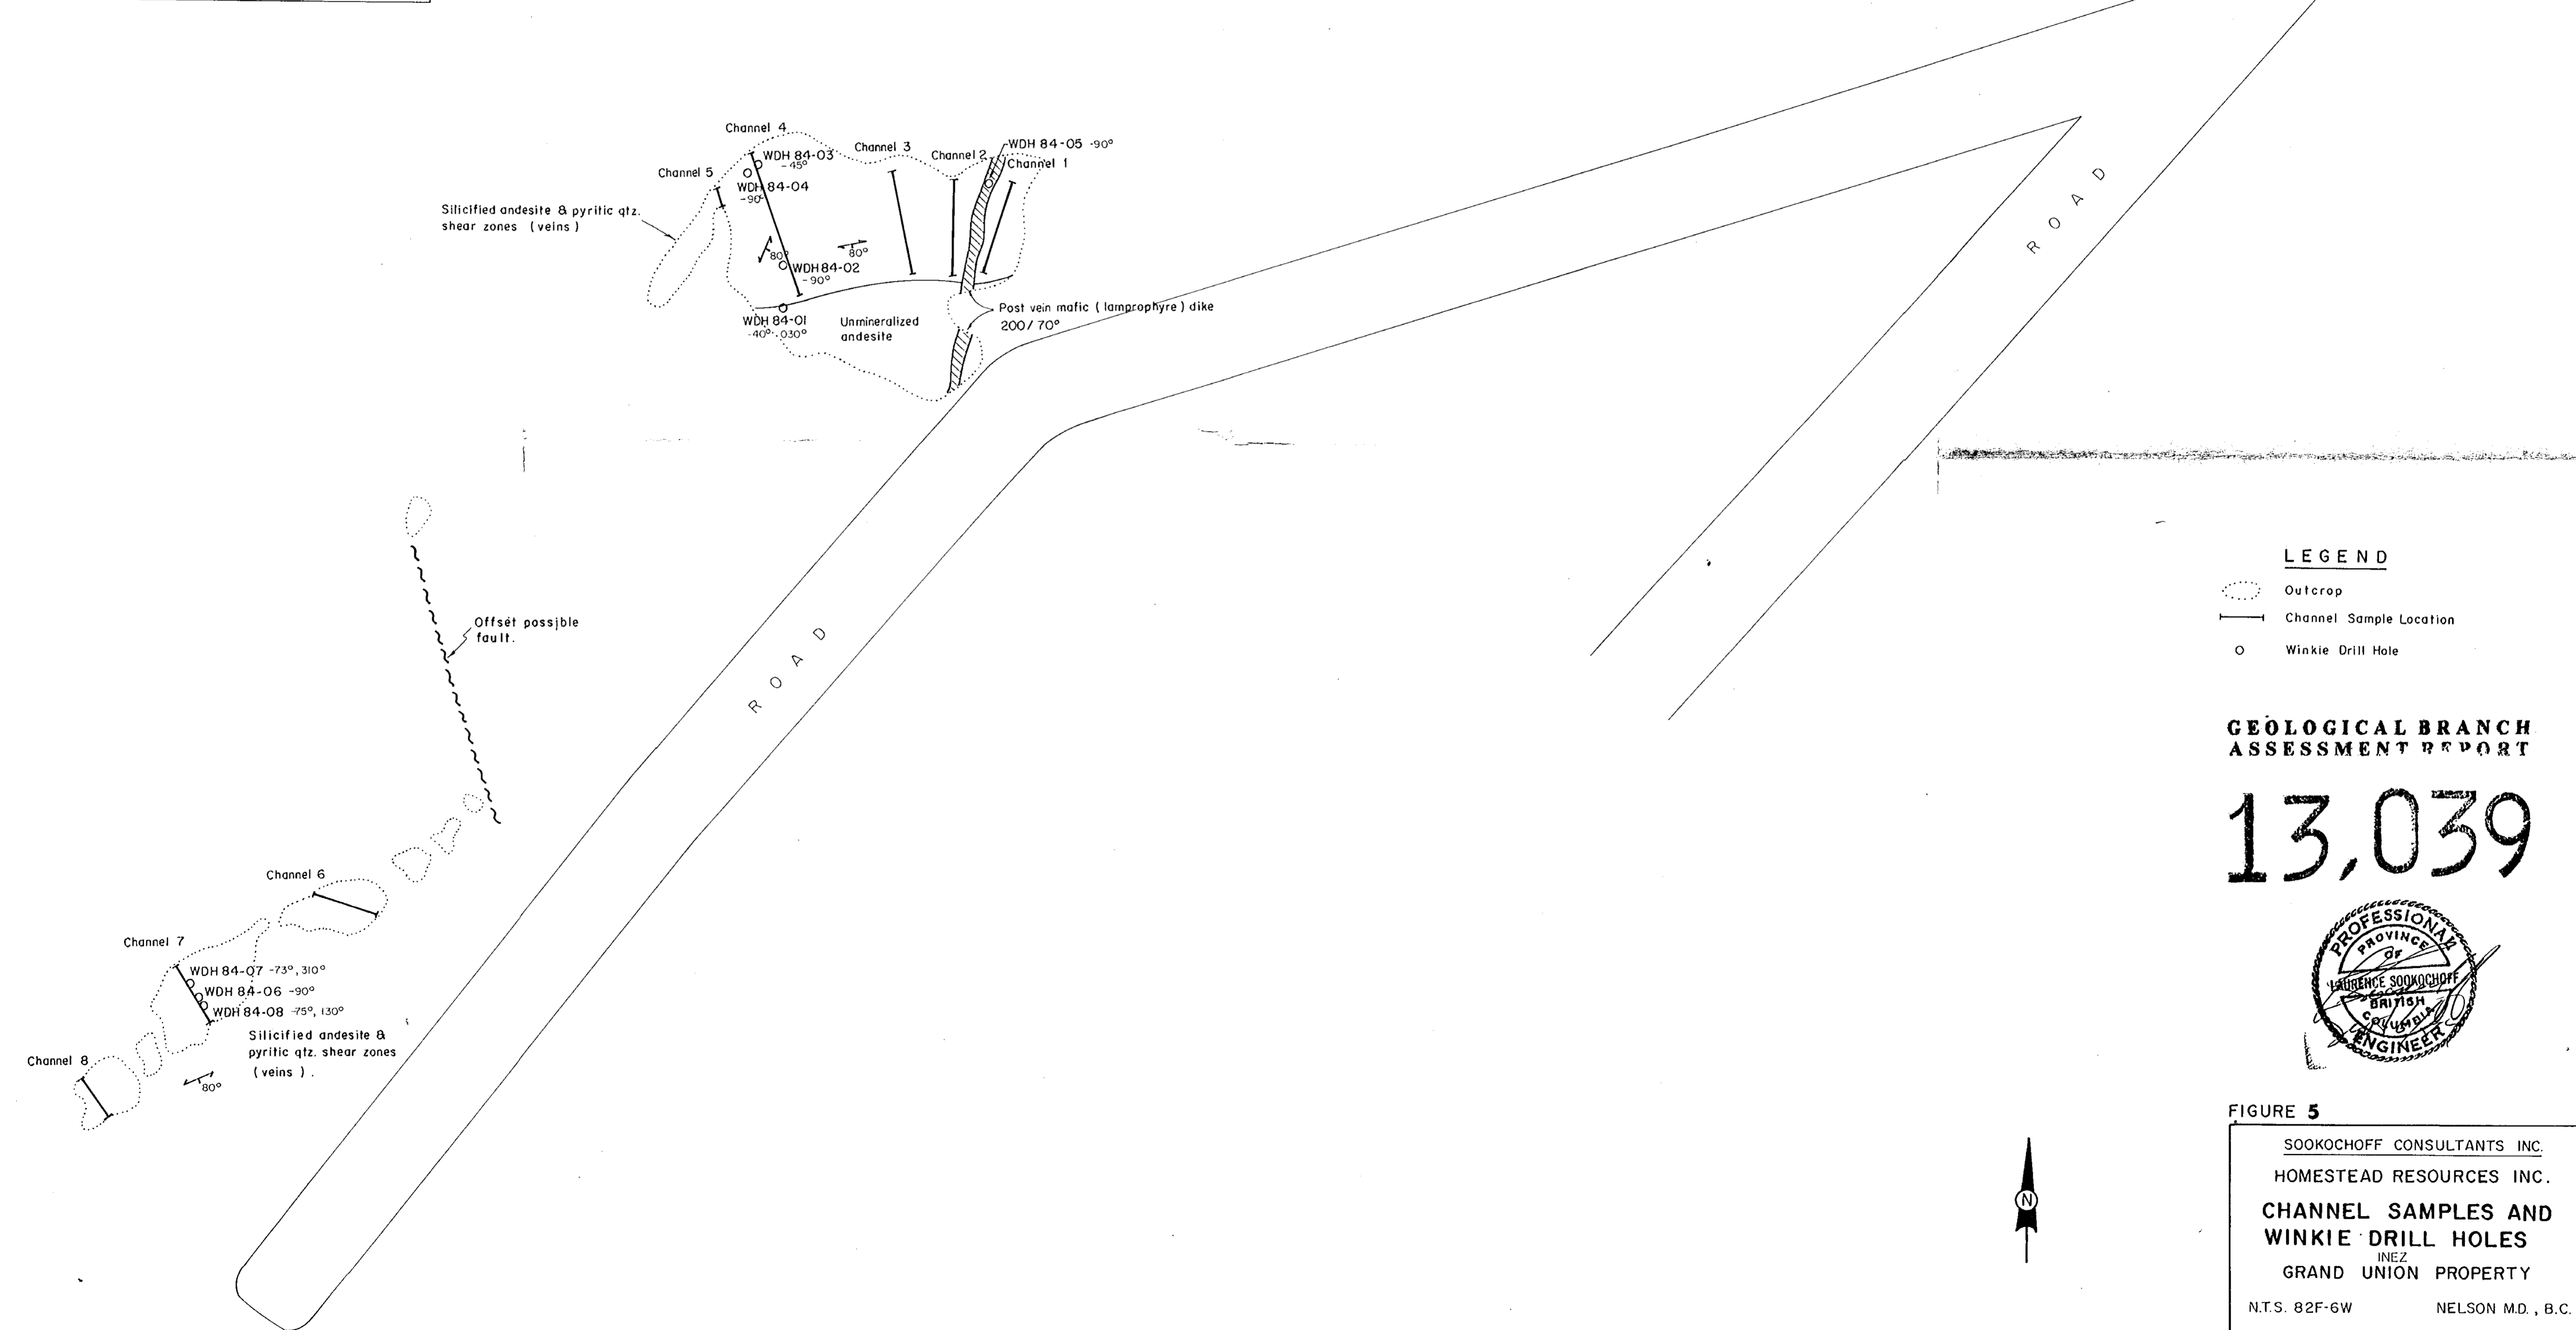 Channel 4
WDH 84-03
-45°
Channel 3
Channel 2
WDH 84-05 -90°
Channel 1
Channel 5
WDH 84-04
-90°
Silicified andesite & pyritic qtz.
shear zones (veins)
80°
80°
WDH 84-02
-90°
WDH 84-01
-40° 030°
Unmineralized
andesite
Post vein mafic (lamprophyre) dike
200/70°
ROAD
ROAD
Offset possible
fault.
Channel 6
Channel 7
WDH 84-07 -73°, 310°
WDH 84-06 -90°
WDH 84-08 -75°, 130°
Silicified andesite &
pyritic qtz. shear zones
(veins).
Channel 8
80°
LEGEND
Outcrop
Channel Sample Location
Winkie Drill Hole
GEOLOGICAL BRANCH
ASSESSMENT REPORT
13,039
PROFESSIONAL
PROVINCE
OF
LAURENCE SOOKOCHOFF
BRITISH
COLUMBIA
ENGINEER
N
FIGURE 5
SOOKOCHOFF CONSULTANTS INC.
HOMESTEAD RESOURCES INC.
CHANNEL SAMPLES AND
WINKIE DRILL HOLES
INEZ
GRAND UNION PROPERTY
N.T.S. 82F-6W NELSON M.D., B.C.